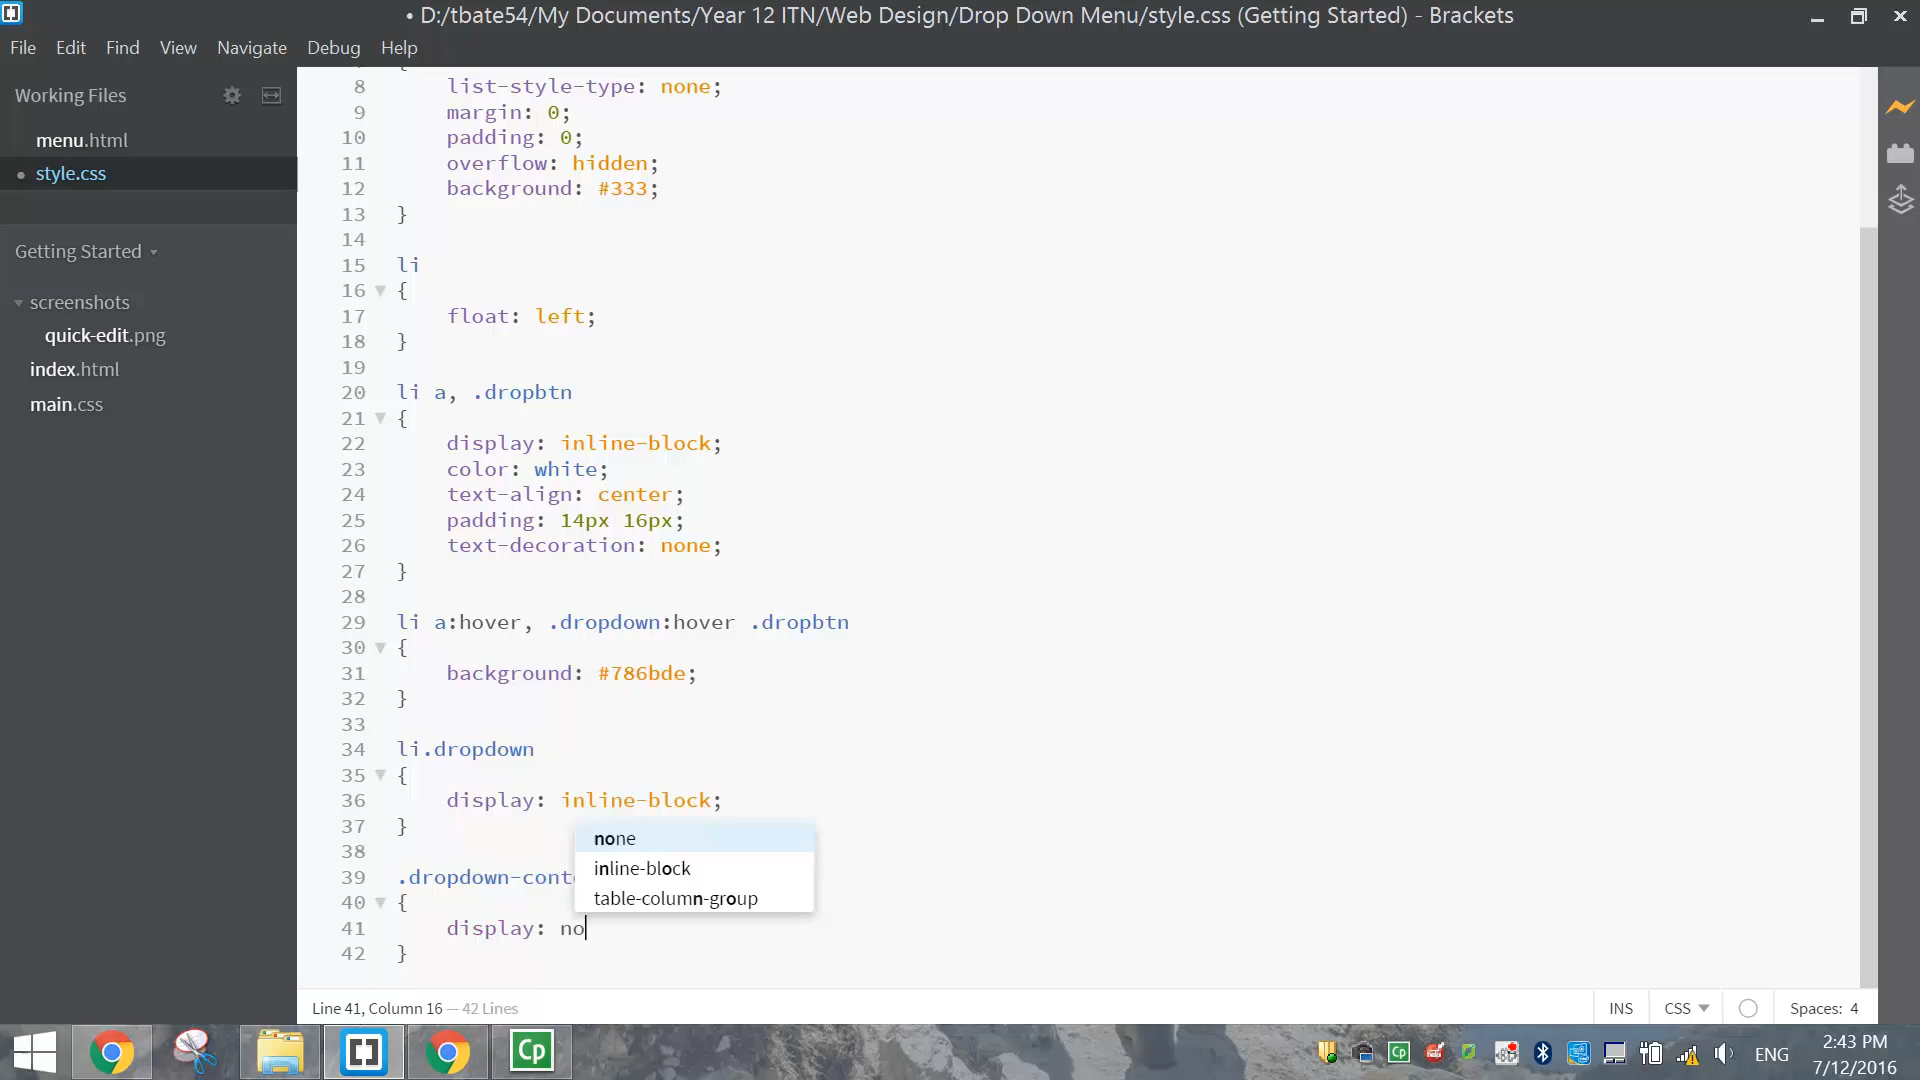 • D:/tbate54/My Documents/Year 12 ITN/Web Design/Drop Down Menu/style.css (Getting Started) - Brackets
File Edit Find View Navigate Debug Help
Working Files
menu.html
• style.css
Getting Started
screenshots
quick-edit.png
index.html
main.css
8 list-style-type: none;
9 margin: 0;
10 padding: 0;
11 overflow: hidden;
12 background: #333;
13 }
14
15 li
16 {
17 float: left;
18 }
19
20 li a, .dropbtn
21 {
22 display: inline-block;
23 color: white;
24 text-align: center;
25 padding: 14px 16px;
26 text-decoration: none;
27 }
28
29 li a:hover, .dropdown:hover .dropbtn
30 {
31 background: #786bde;
32 }
33
34 li.dropdown
35 {
36 display: inline-block;
37 }
38
39 .dropdown-conte
40 {
41 display: no
42 }
none
inline-block
table-column-group
Line 41, Column 16 — 42 Lines
INS CSS Spaces: 4
Cp
Cp
ENG
2:43 PM
7/12/2016